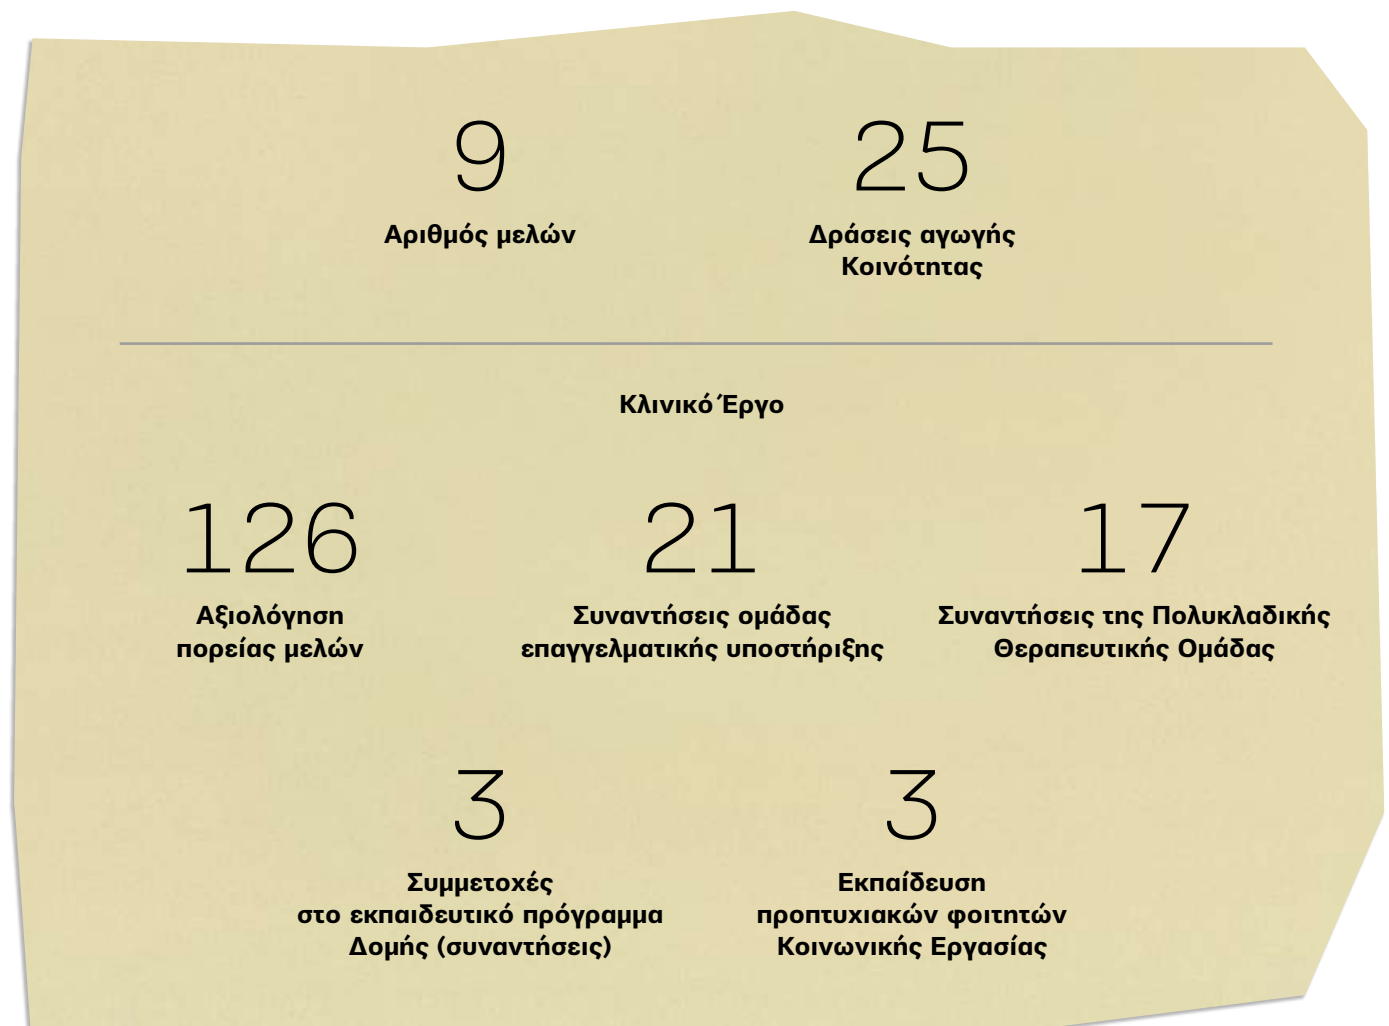 9
Αριθμός μελών
25
Δράσεις αγωγής
Κοινότητας
Κλινικό Έργο
126
Αξιολόγηση
πορείας μελών
21
Συναντήσεις ομάδας
επαγγελματικής υποστήριξης
17
Συναντήσεις της Πολυκλαδικής
Θεραπευτικής Ομάδας
3
Συμμετοχές
στο εκπαιδευτικό πρόγραμμα
Δομής (συναντήσεις)
3
Εκπαίδευση
προπτυχιακών φοιτητών
Κοινωνικής Εργασίας